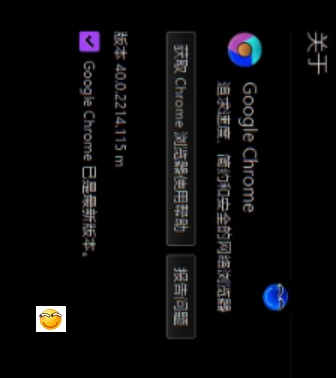 关于
Google Chrome
追求速度、简约和安全的网络浏览器
获取 Chrome 浏览器使用帮助
报告问题
版本 40.0.2214.115 m
Google Chrome 已是最新版本。